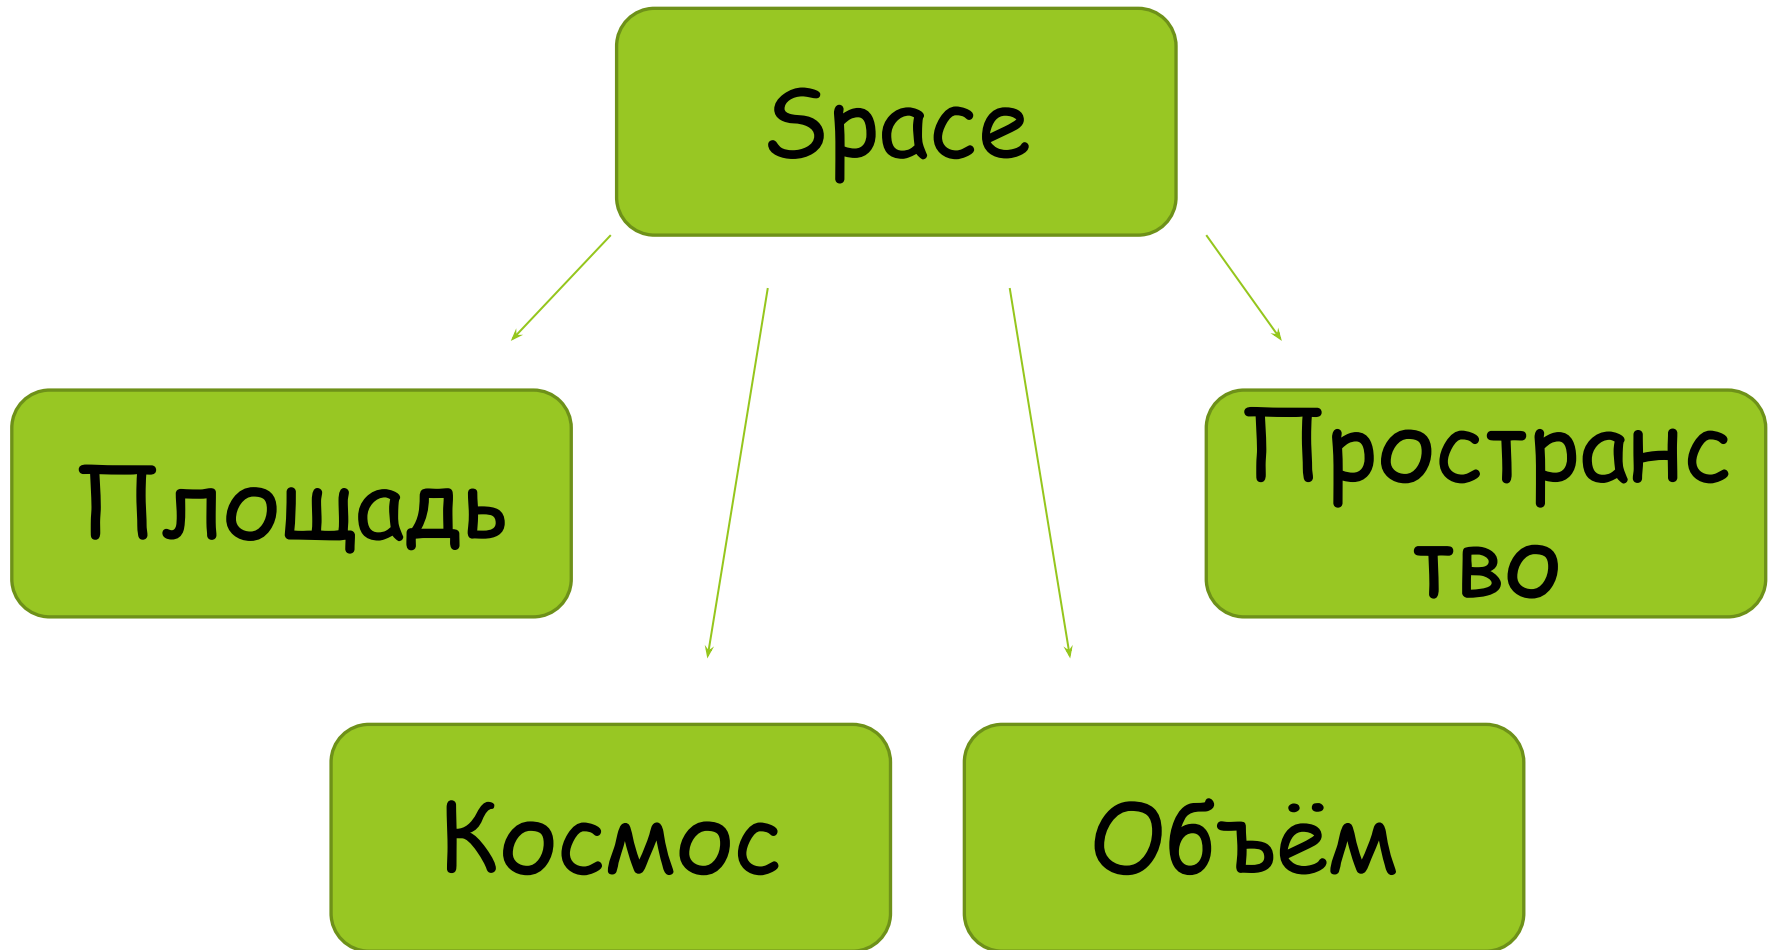 Space
Площадь
Пространс
тво
Космос
Объём